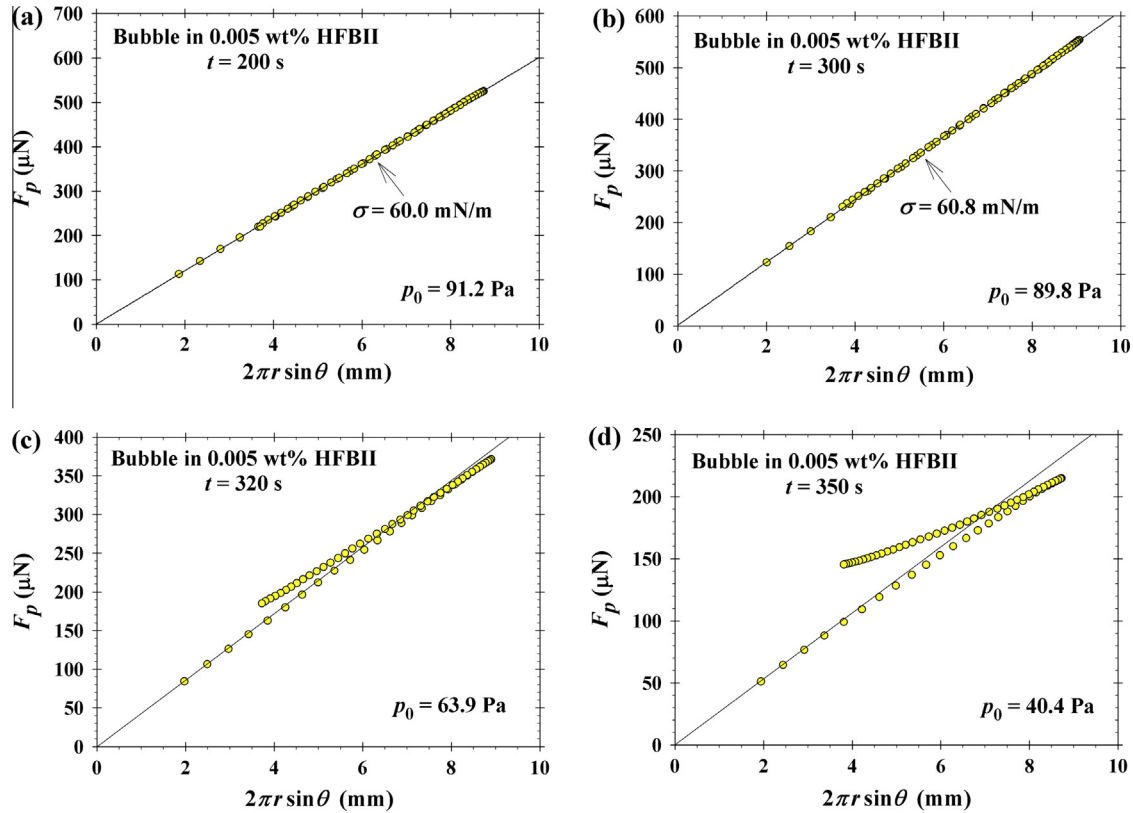 (a)
Bubble in 0.005 wt% HFBII
t = 200 s
700
600
500
400
300
200
100
0
F_p (μN)
σ = 60.0 mN/m
p_0 = 91.2 Pa
0 2 4 6 8 10
2πr sinθ (mm)
(b)
Bubble in 0.005 wt% HFBII
t = 300 s
600
500
400
300
200
100
0
F_p (μN)
σ = 60.8 mN/m
p_0 = 89.8 Pa
0 2 4 6 8 10
2πr sinθ (mm)
(c)
Bubble in 0.005 wt% HFBII
t = 320 s
400
350
300
250
200
150
100
50
0
F_p (μN)
p_0 = 63.9 Pa
0 2 4 6 8 10
2πr sinθ (mm)
(d)
Bubble in 0.005 wt% HFBII
t = 350 s
250
200
150
100
50
0
F_p (μN)
p_0 = 40.4 Pa
0 2 4 6 8 10
2πr sinθ (mm)